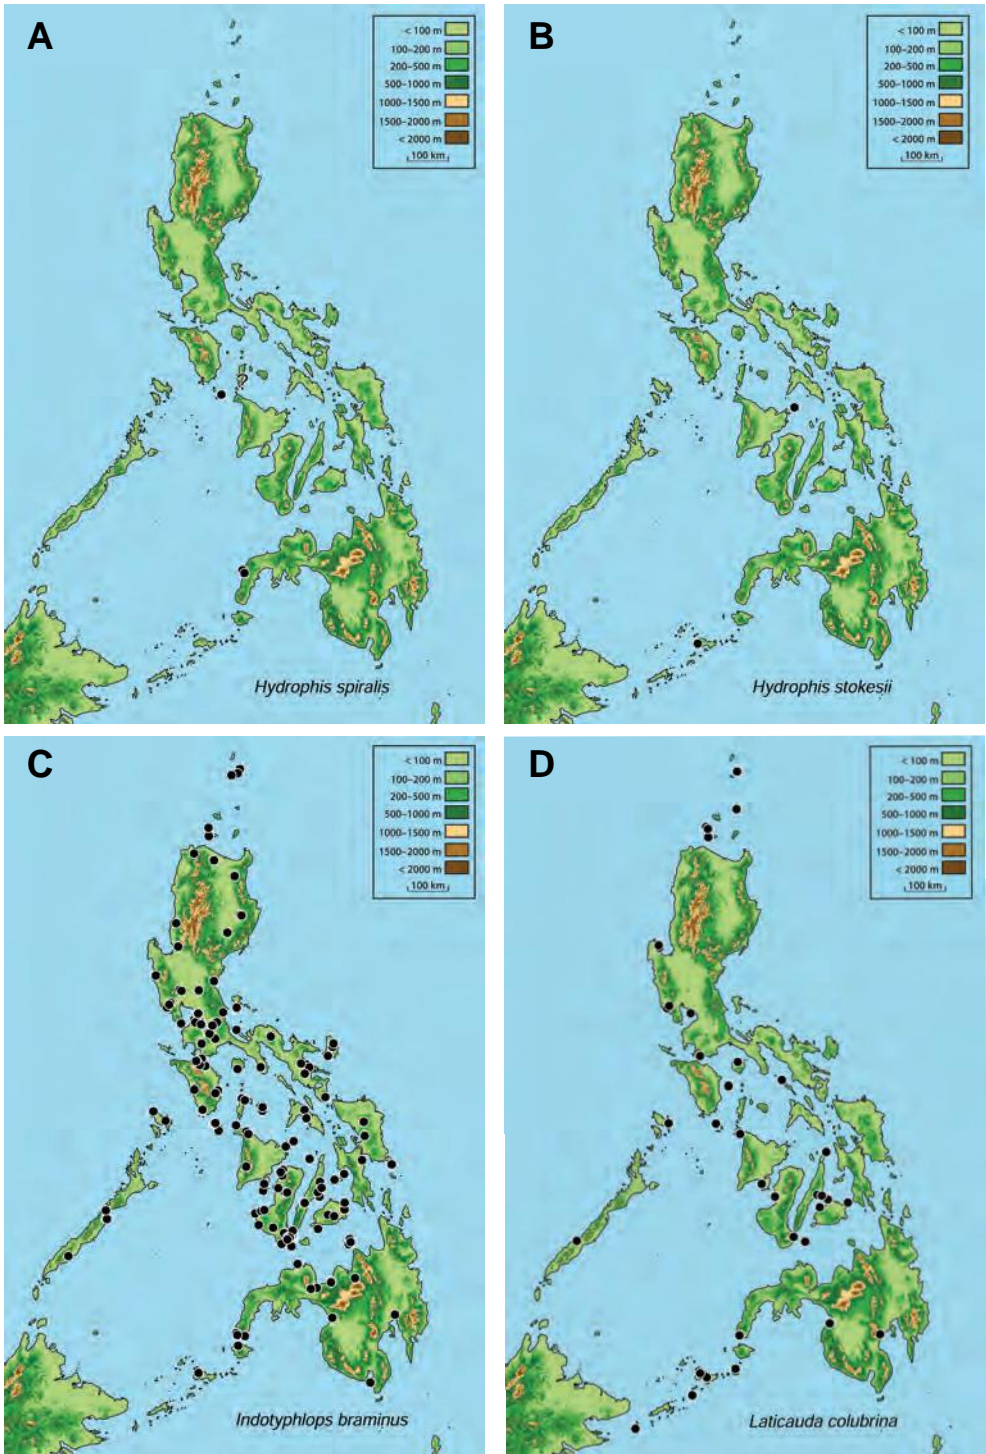 A
< 100 m
100–200 m
200–500 m
500–1000 m
1000–1500 m
1500–2000 m
< 2000 m
100 km
?
Hydrophis spiralis
B
< 100 m
100–200 m
200–500 m
500–1000 m
1000–1500 m
1500–2000 m
< 2000 m
100 km
Hydrophis stokesii
C
< 100 m
100–200 m
200–500 m
500–1000 m
1000–1500 m
1500–2000 m
< 2000 m
100 km
Indotyphlops braminus
D
< 100 m
100–200 m
200–500 m
500–1000 m
1000–1500 m
1500–2000 m
< 2000 m
100 km
Laticauda colubrina